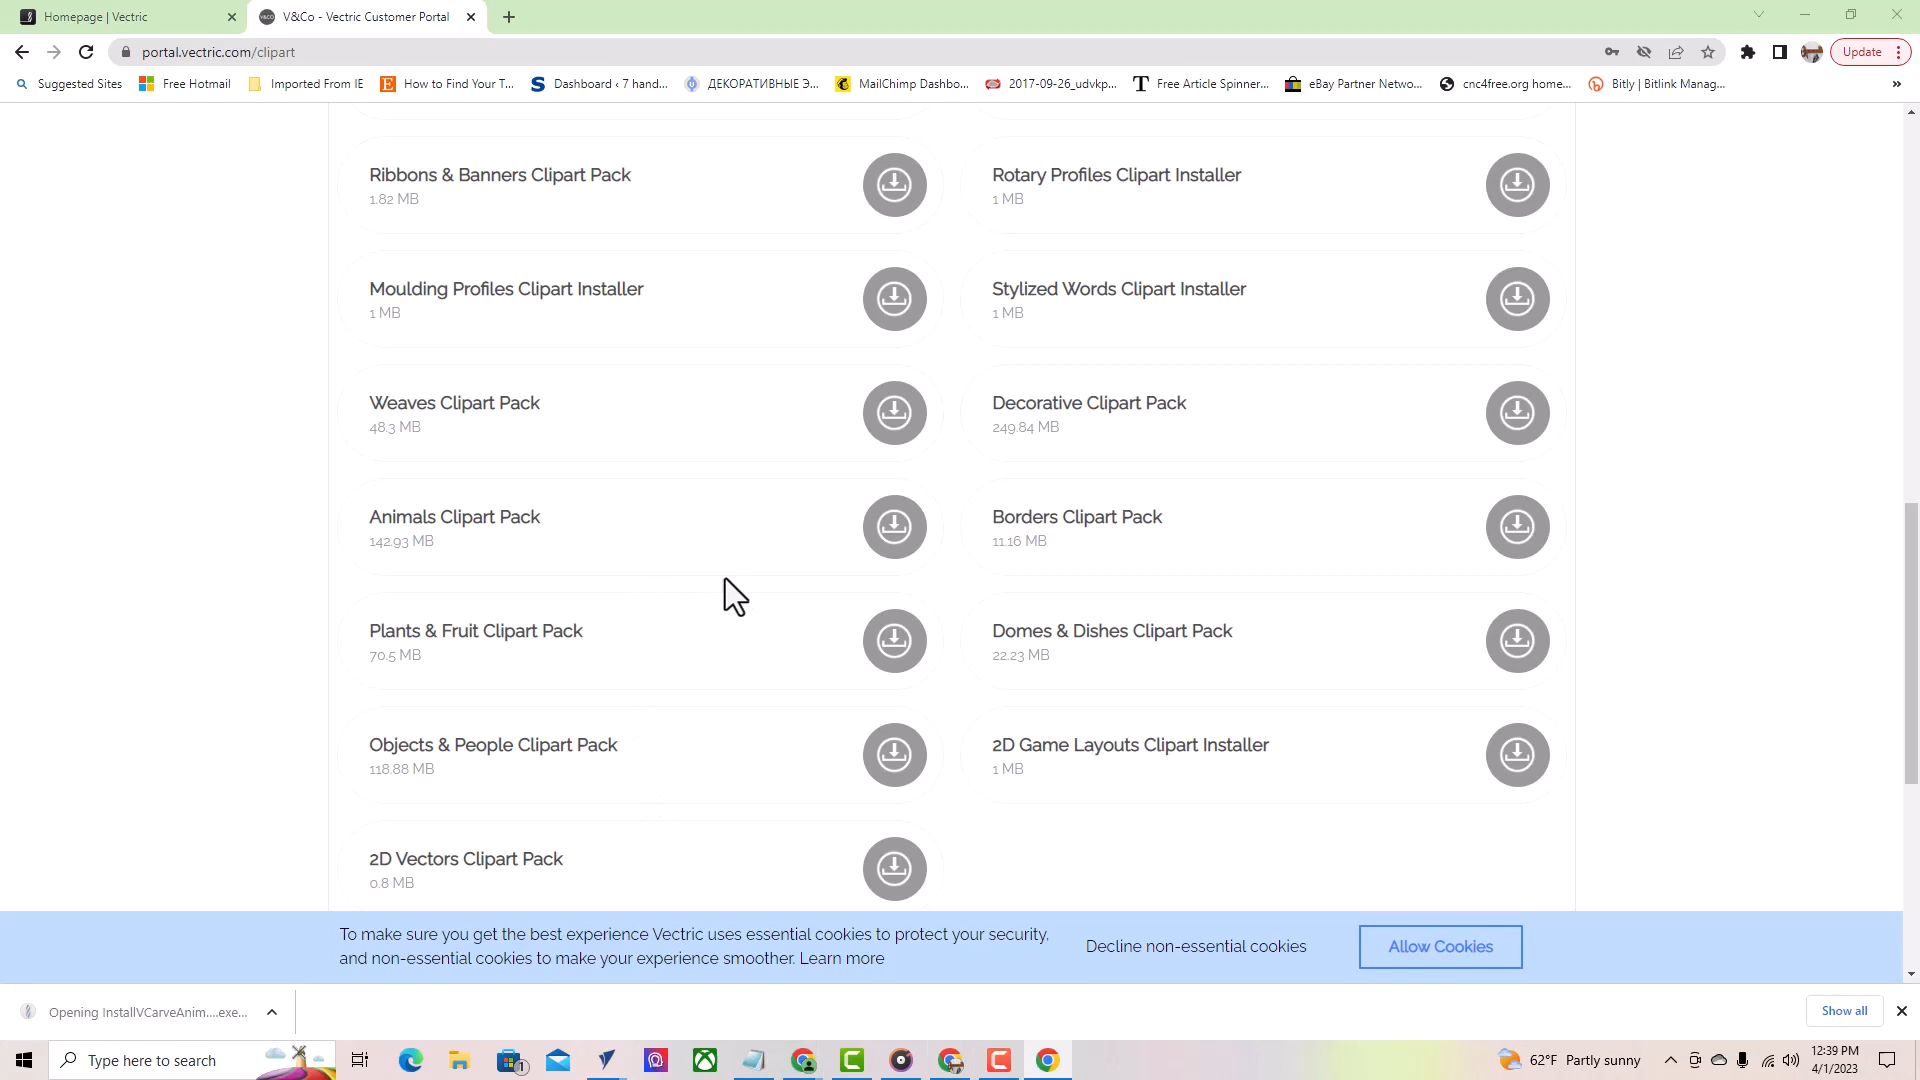 Homepage | Vectric
V&Co - Vectric Customer Portal
portal.vectric.com/clipart
Update
Suggested Sites
Free Hotmail
Imported From IE
How to Find Your T...
Dashboard ‹ 7 hand...
ДЕКОРАТИВНЫЕ Э...
MailChimp Dashbo...
2017-09-26_udvkp...
Free Article Spinner...
eBay Partner Netwo...
cnc4free.org home...
Bitly | Bitlink Manag...
»
Ribbons & Banners Clipart Pack
1.82 MB
Rotary Profiles Clipart Installer
1 MB
Moulding Profiles Clipart Installer
1 MB
Stylized Words Clipart Installer
1 MB
Weaves Clipart Pack
48.3 MB
Decorative Clipart Pack
249.84 MB
Animals Clipart Pack
142.93 MB
Borders Clipart Pack
11.16 MB
Plants & Fruit Clipart Pack
70.5 MB
Domes & Dishes Clipart Pack
22.23 MB
Objects & People Clipart Pack
118.88 MB
2D Game Layouts Clipart Installer
1 MB
2D Vectors Clipart Pack
0.8 MB
To make sure you get the best experience Vectric uses essential cookies to protect your security,
and non-essential cookies to make your experience smoother. Learn more
Decline non-essential cookies
Allow Cookies
Opening InstallVCarveAnim....exe...
Show all
Type here to search
1
62°F Partly sunny
12:39 PM
4/1/2023